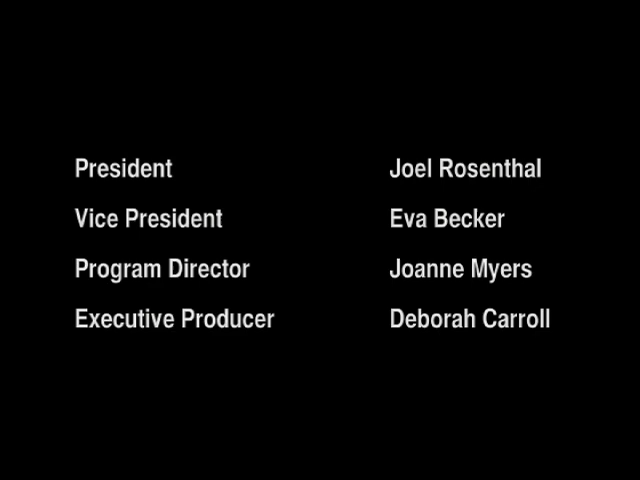 President Joel Rosenthal
Vice President Eva Becker
Program Director Joanne Myers
Executive Producer Deborah Carroll